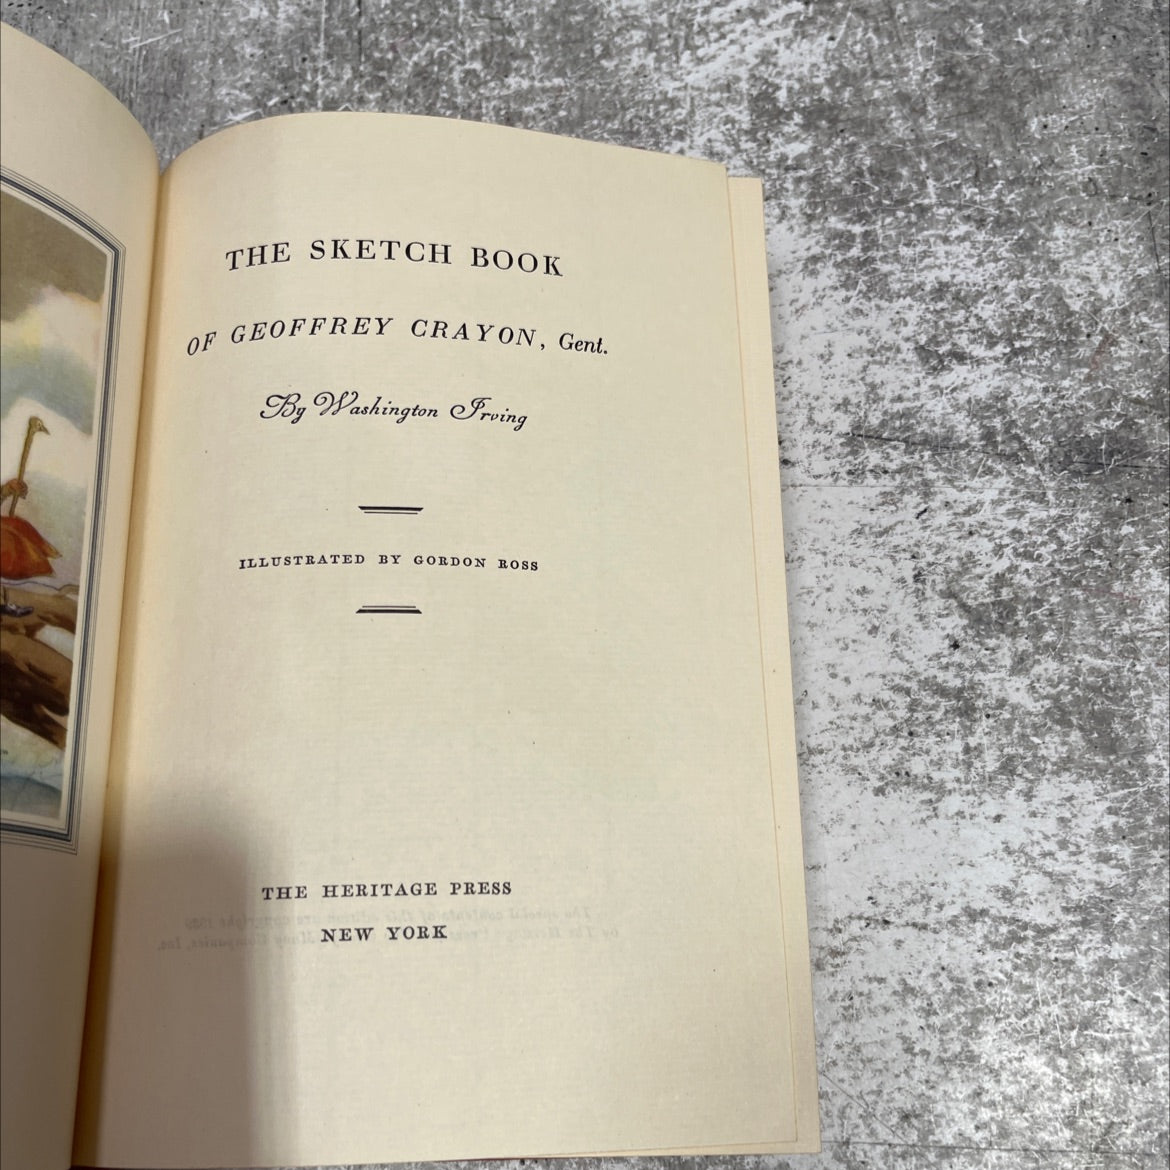 THE SKETCH BOOK
OF GEOFFREY CRAYON, Gent.
By Washington Irving
ILLUSTRATED BY GORDON ROSS
THE HERITAGE PRESS
NEW YORK